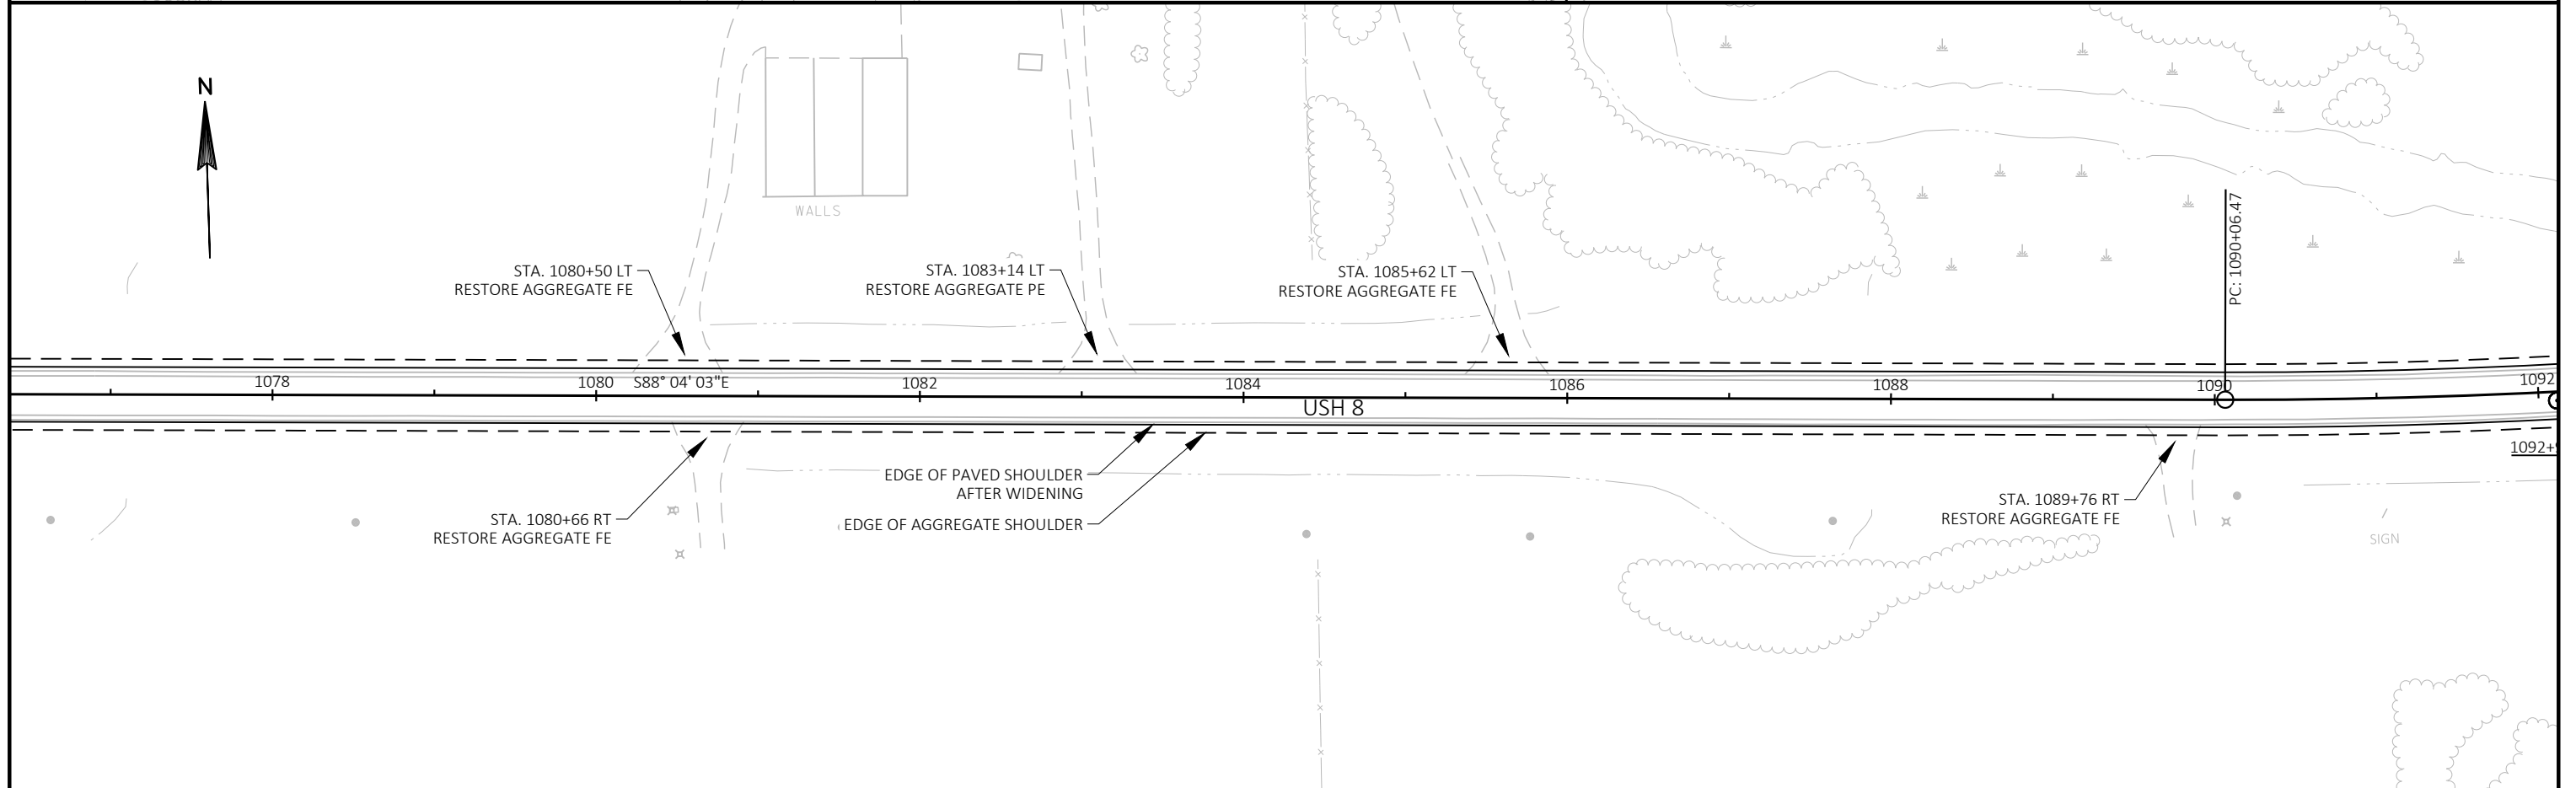 N
WALLS
PC: 1090+06.47
STA. 1080+50 LT
RESTORE AGGREGATE FE
STA. 1083+14 LT
RESTORE AGGREGATE PE
STA. 1085+62 LT
RESTORE AGGREGATE FE
1078
1080
S88° 04' 03"E
1082
1084
1086
1088
1090
1092
USH 8
1092+
EDGE OF PAVED SHOULDER
AFTER WIDENING
EDGE OF AGGREGATE SHOULDER
STA. 1080+66 RT
RESTORE AGGREGATE FE
STA. 1089+76 RT
RESTORE AGGREGATE FE
SIGN